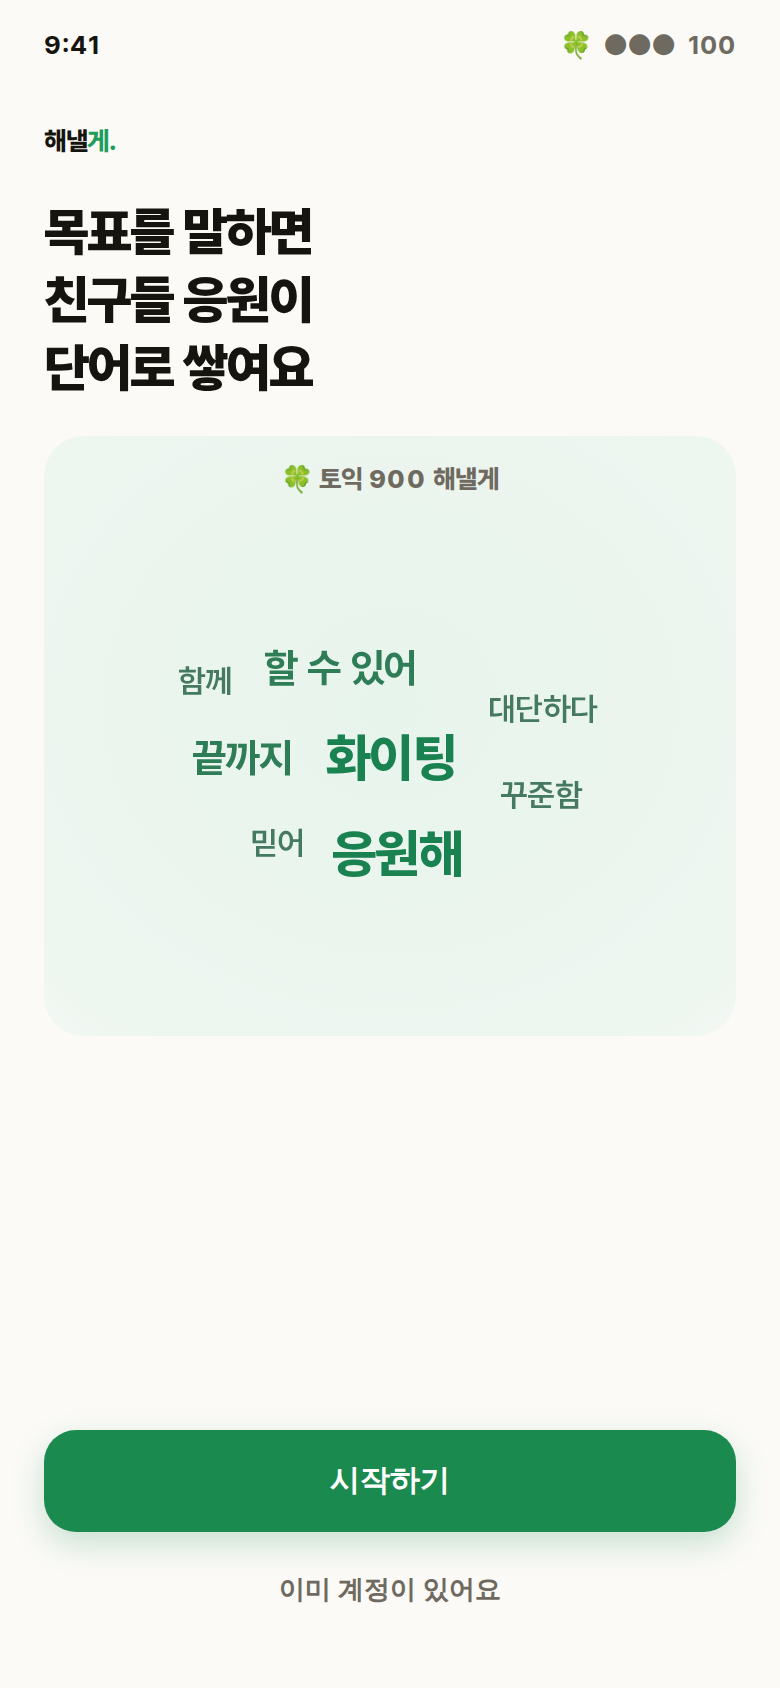 9:41 🍀 ●●● 100
해낼게.
목표를 말하면
친구들 응원이
단어로 쌓여요
🍀 토익 900 해낼게
함께 할 수 있어
대단하다
끝까지 화이팅
꾸준함
믿어 응원해
시작하기
이미 계정이 있어요